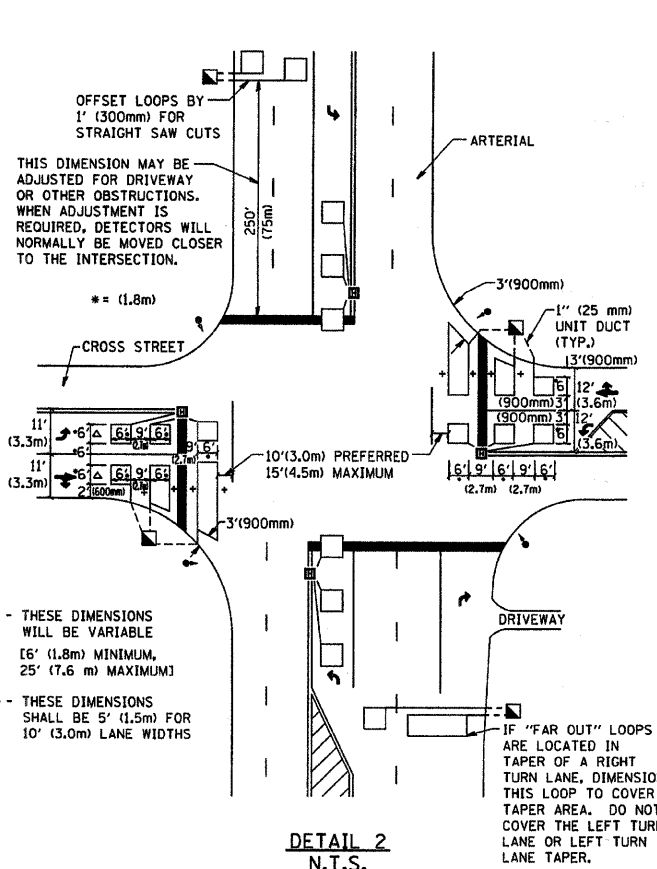 OFFSET LOOPS BY
1' (300mm) FOR
STRAIGHT SAW CUTS
THIS DIMENSION MAY BE
ADJUSTED FOR DRIVEWAY
OR OTHER OBSTRUCTIONS.
WHEN ADJUSTMENT IS
REQUIRED, DETECTORS WILL
NORMALLY BE MOVED CLOSER
TO THE INTERSECTION.
* = (1.8m)
250'
(75m)
ARTERIAL
3'(900mm)
1" (25 mm)
UNIT DUCT
(TYP.)
3'(900mm)
CROSS STREET
6'
12'
(3.6m)
(900mm) 3'
(900mm) 3'
12'
(3.6m)
6'
11'
(3.3m)
*6'
6' 9' 6'
*6'
9' 6'
(2.7m)
11'
(3.3m)
*6'
6' 9' 6'
2' (600mm)
10'(3.0m) PREFERRED
15'(4.5m) MAXIMUM
6' 9' 9' 6'
(2.7m) (2.7m)
3'(900mm)
- THESE DIMENSIONS
WILL BE VARIABLE
[6' (1.8m) MINIMUM,
25' (7.6 m) MAXIMUM]
- THESE DIMENSIONS
SHALL BE 5' (1.5m) FOR
10' (3.0m) LANE WIDTHS
DRIVEWAY
IF "FAR OUT" LOOPS
ARE LOCATED IN
TAPER OF A RIGHT
TURN LANE, DIMENSIO
THIS LOOP TO COVER
TAPER AREA. DO NOT
COVER THE LEFT TURN
LANE OR LEFT TURN
LANE TAPER.
DETAIL 2
N.T.S.